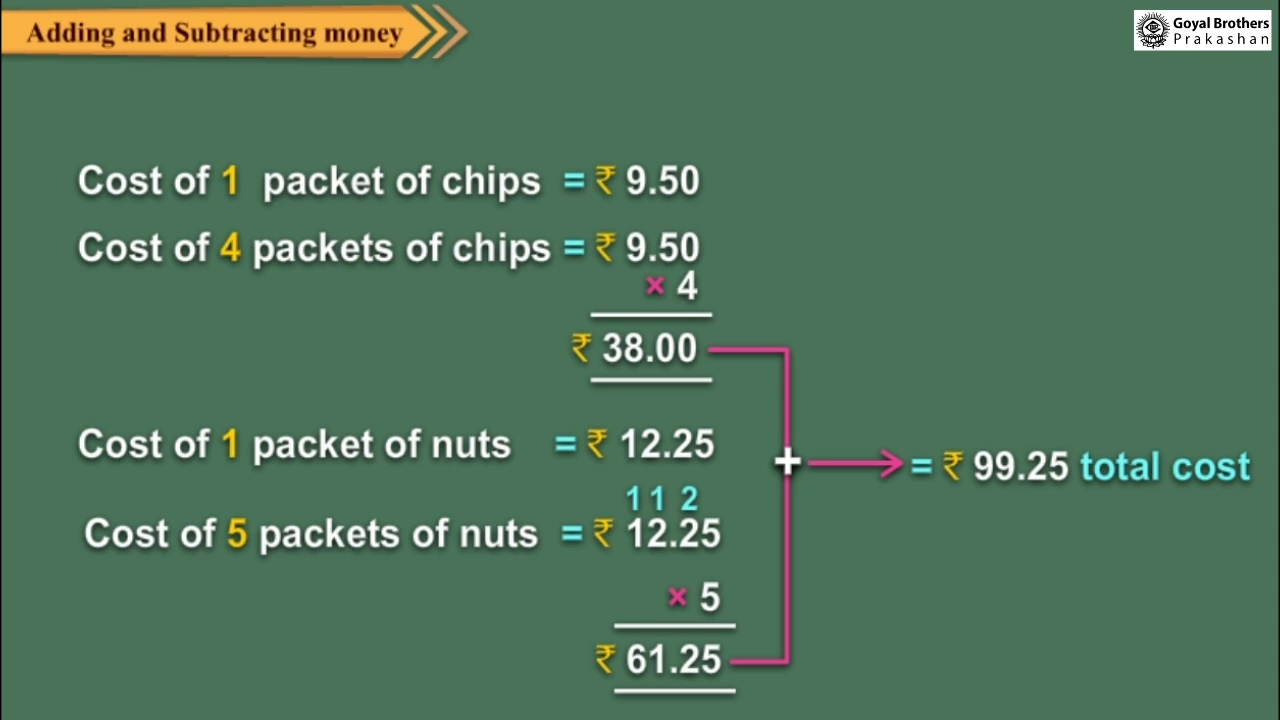 Adding and Subtracting money
Goyal Brothers
Prakashan
Cost of 1 packet of chips = ₹ 9.50
Cost of 4 packets of chips = ₹ 9.50
× 4
₹ 38.00
Cost of 1 packet of nuts = ₹ 12.25
+ = ₹ 99.25 total cost
1 1 2
Cost of 5 packets of nuts = ₹ 12.25
× 5
₹ 61.25